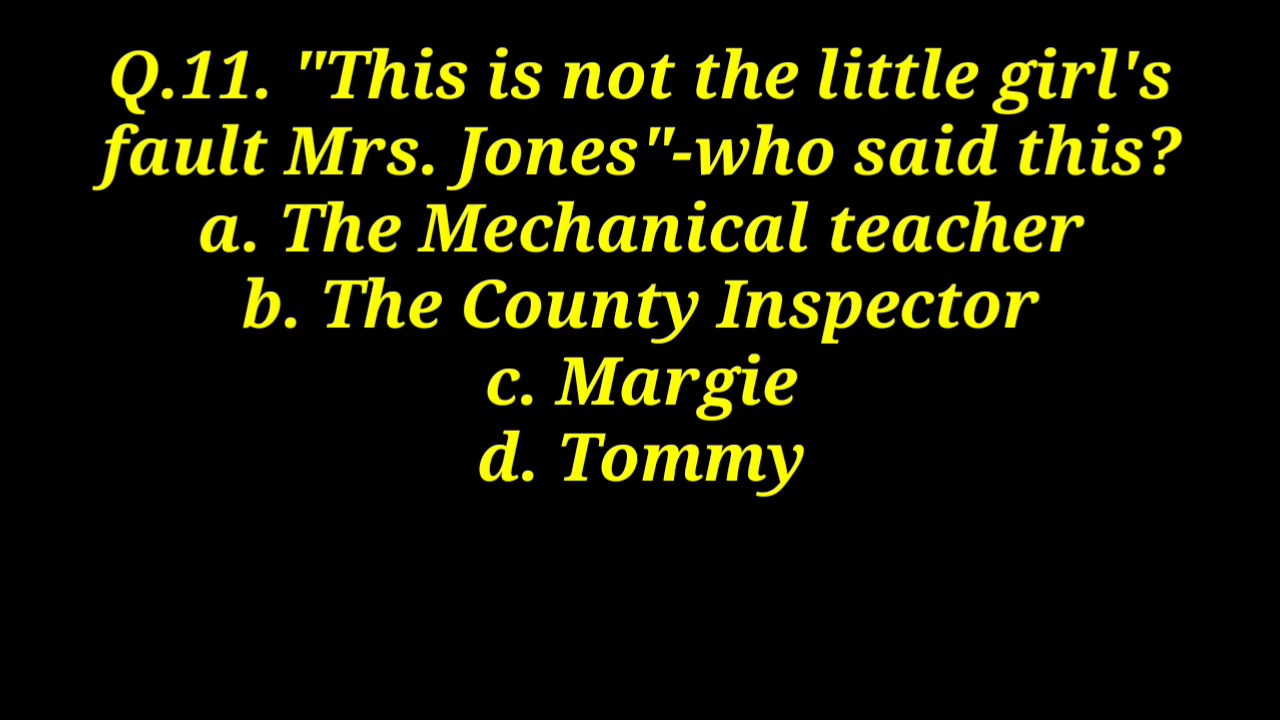 Q.11. "This is not the little girl's
fault Mrs. Jones"-who said this?
a. The Mechanical teacher
b. The County Inspector
c. Margie
d. Tommy